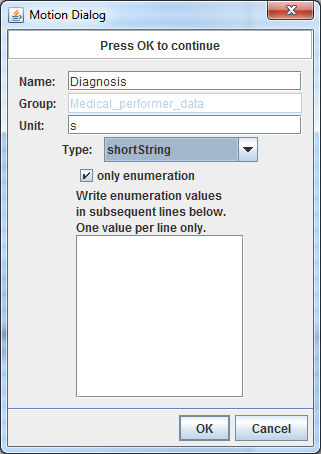 Motion Dialog
Press OK to continue
Name: Diagnosis
Group: Medical_performer_data
Unit: s
Type: shortString
only enumeration
Write enumeration values
in subsequent lines below.
One value per line only.
OK Cancel